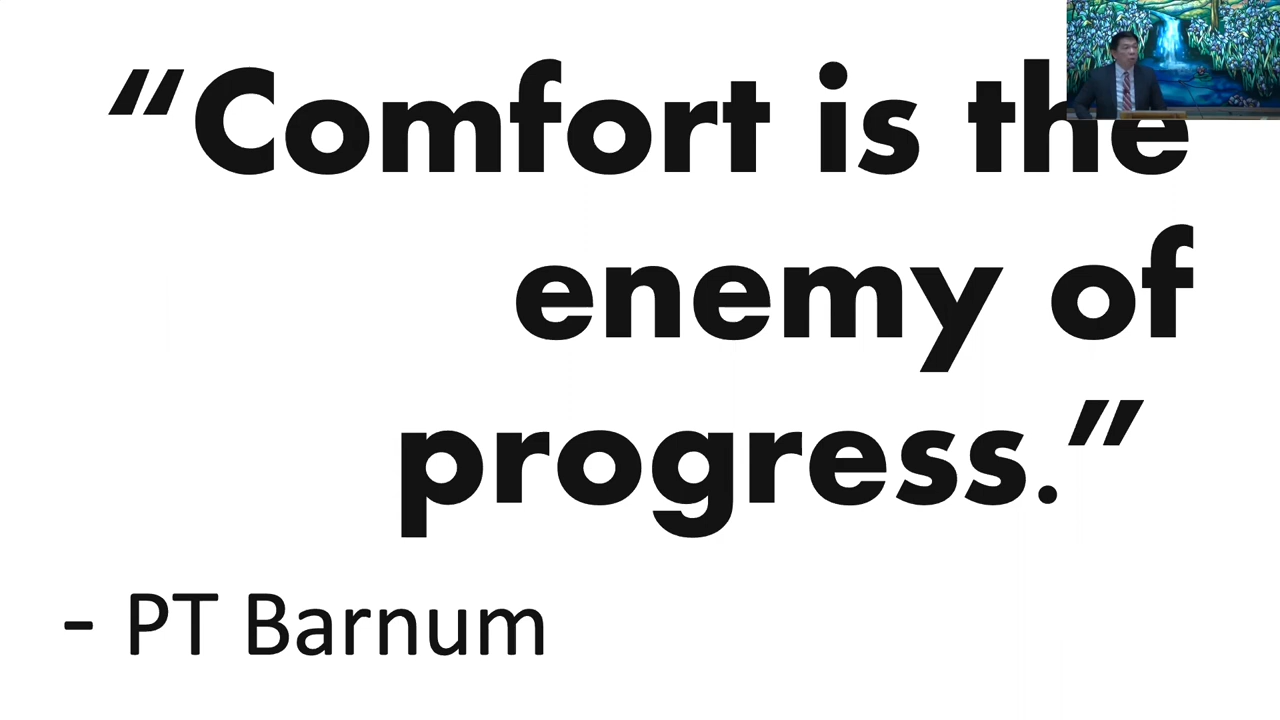 “Comfort is the
enemy of
progress.”
- PT Barnum